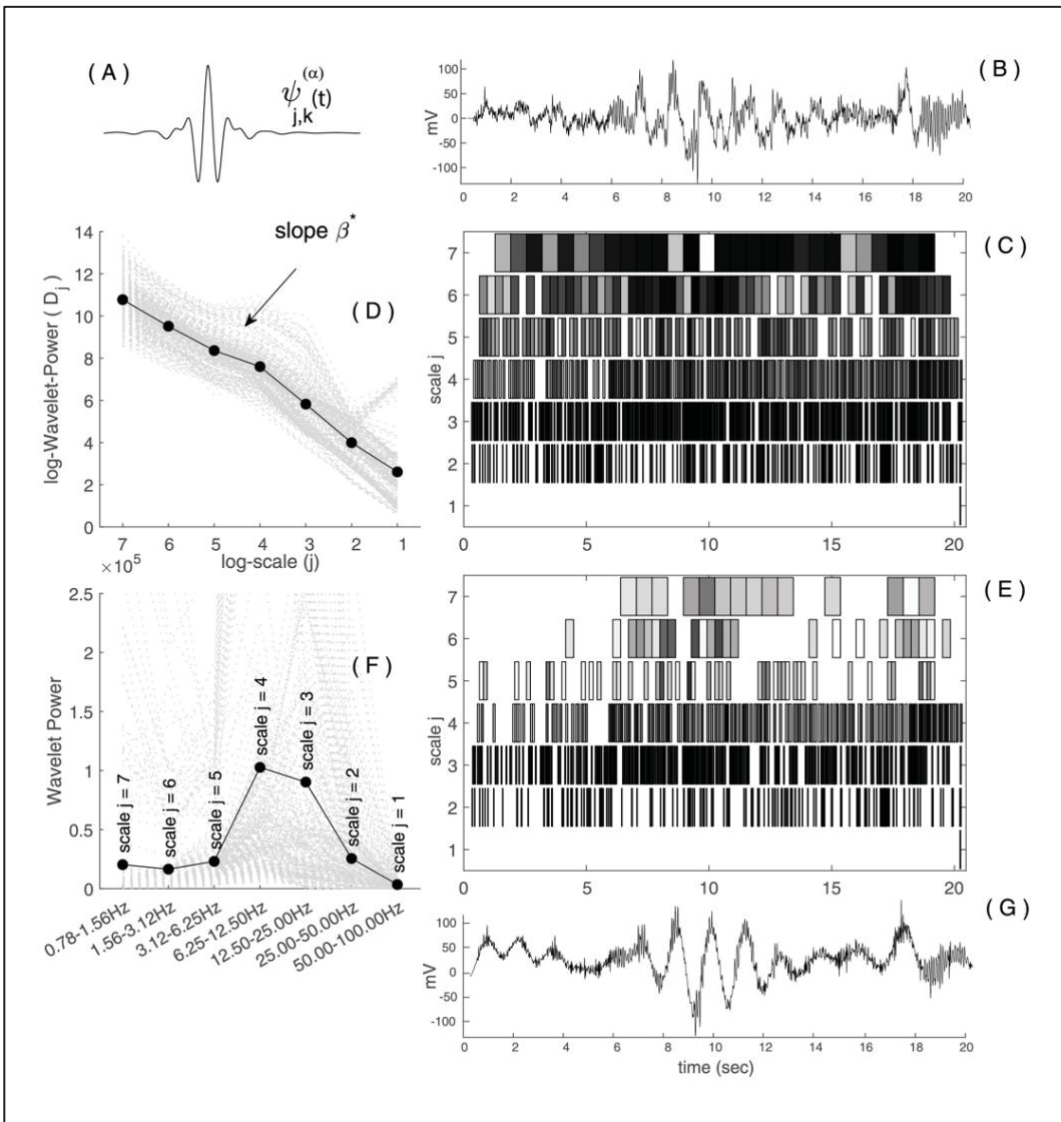 ( A )
ψ(α)j,k(t)
( B )
mV
100
50
0
-50
-100
0 2 4 6 8 10 12 14 16 18 20
slope β*
( D )
log-Wavelet-Power ( Dj )
14
12
10
8
6
4
2
0
7 6 5 4 3 2 1
log-scale (j)
( C )
scale j
7
6
5
4
3
2
1
0 5 10 15 20
×10^5
( F )
Wavelet Power
2.5
2
1.5
1
0.5
0
scale j = 7
scale j = 6
scale j = 5
scale j = 4
scale j = 3
scale j = 2
scale j = 1
0.78-1.56Hz
1.56-3.12Hz
3.12-6.25Hz
6.25-12.50Hz
12.50-25.00Hz
25.00-50.00Hz
50.00-100.00Hz
( E )
scale j
7
6
5
4
3
2
1
5 10 15 20
( G )
mV
100
50
0
-50
-100
0 2 4 6 8 10 12 14 16 18 20
time (sec)